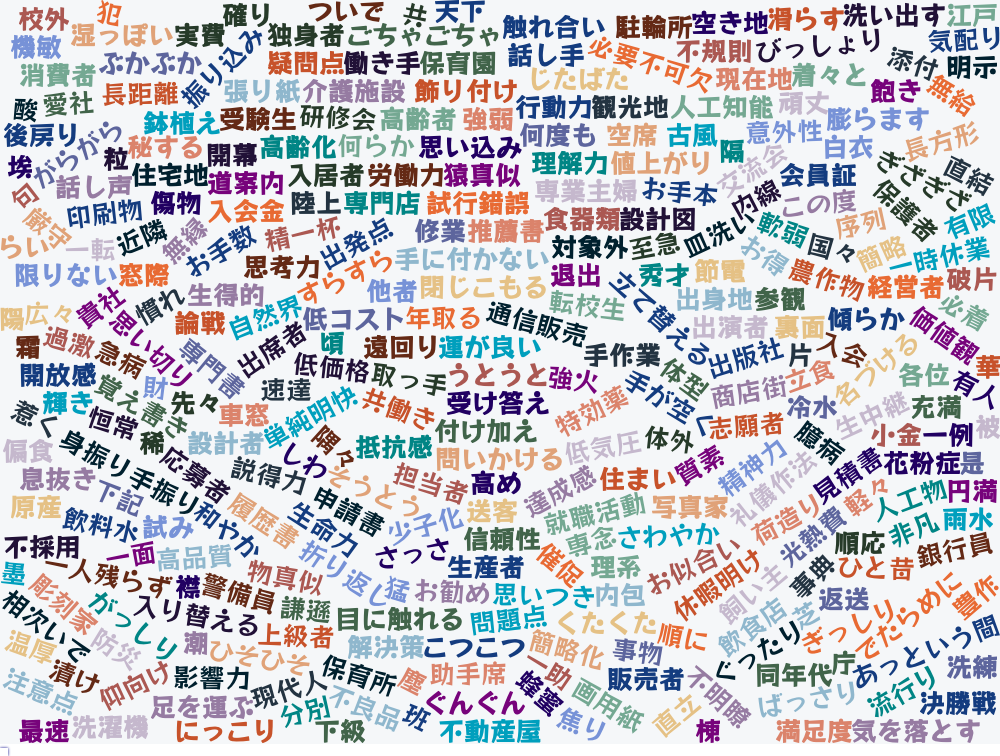 校外 犯 確り ついで 共 天下 触れ合い 駐輪所 空き地 滑らす 洗い出す 江戸
機敏 湿っぽい 実費 振り込み 独身者 ごちゃごちゃ 話し手 必要不可欠 不規則 びっしょり 気配り
消費者 ぶかぶか 疑問点 働き手 保育園 じたばた 現在地 着々と 添付 明示
酸 愛社 長距離 張り紙 介護施設 飾り付け 行動力 観光地 人工知能 頑丈 飽き 無給
後戻り がらがら 鉢植え 受験生 研修会 高齢者 強弱 何度も 空席 古風 意外性 膨らます
埃 粒 秘する 開幕 高齢化 何らか 思い込み 理解力 値上がり 隔 交流会 白衣 長方形
句 話し声 住宅地 道案内 入居者 労働力 猿真似 専業主婦 お手本 内線 会員証 ぎざぎざ 直結
厳守 印刷物 傷物 入会金 陸上 専門店 試行錯誤 食器類 設計図 皿洗い この度 保護者
らい 一転 近隣 無縁 お手数 精一杯 出発点 修業 推薦書 対象外 至急 軟弱 国々 序列 簡略 有限
限りない 窓際 思考力 すらすら 手に付かない 退出 秀才 節電 お得 農作物 一時休業
陽 広々 貴社 慣れ 生得的 他者 閉じこもる 転校生 立て替える 出身地 参観 経営者 破片
霜 過激 思い切り 論戦 自然界 低コスト 年取る 通信販売 出演者 裏面 傾らか 必着
急病 専門書 出席者 頃 遠回り 運が良い 手作業 出版社 片 入会 価値観 華
開放感 覚え書き 財 速達 低価格 取っ手 うとうと 強火 体型 商店街 立食 名づける 各位 有人
輝き 先々 車窓 単純明快 共働き 受け答え 特効薬 手が空く 冷水 生中継 充満
惹く 恒常 稀 設計者 隅々 抵抗感 付け加え 低気圧 体外 志願者 臆病 小金 一例 被
偏食 身振り手振り 応募者 しわ そうとう 問いかける 質素 精神力 見積書 花粉症 是
息抜き 下記 説得力 担当者 高め 達成感 住まい 礼儀作法 軽々 人工物 円満
原産 飲料水 試み 和やか 履歴書 生命力 申請書 少子化 送客 就職活動 写真家 荷造り 光熱費 非凡 雨水
不採用 一面 高品質 折り返し さっさ 信頼性 専念 さわやか お似合い 順応 銀行員
墨 一人残らず 襟 警備員 物真似 猛 生産者 催促 理系 休暇明け 飼い主 事典 ひと昔
相次いで 彫刻家 がっしり 入り替える 謙遜 目に触れる お勧め 思いつき 内包 飲食店 芝 返送 でたらめに 豊作
温厚 防災 潮 ひそひそ 上級者 解決策 こつこつ 問題点 くたくた 順に ぐったり ぎっしり
漬け 仰向け 影響力 保育所 塵 助手席 簡略化 一助 事物 販売者 同年代 庁 あっという間 洗練
注意点 足を運ぶ 現代人 不良品 ぐんぐん 蜂蜜 画用紙 不明瞭 ばっさり 流行り 決勝戦
最速 洗濯機 にっこり 分別 下級 班 不動産屋 焦り 直立 棟 満足度 気を落とす